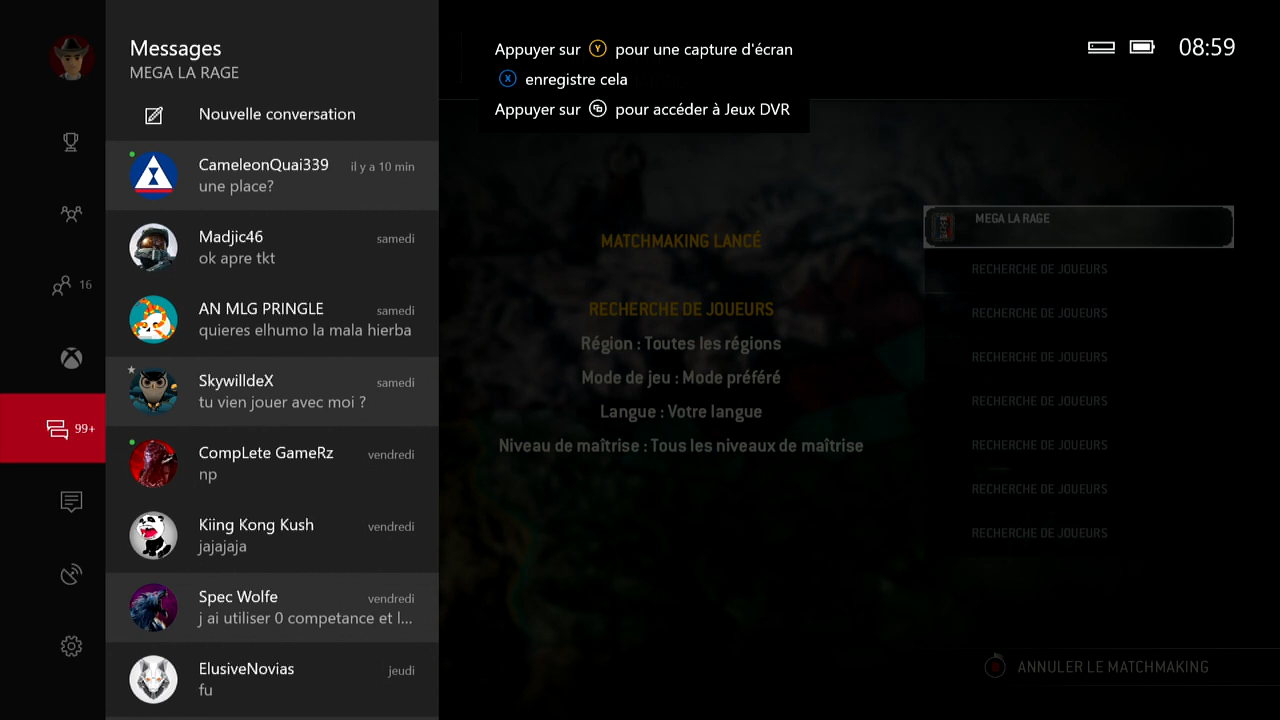 Messages
MEGA LA RAGE
Nouvelle conversation
CameleonQuai339 il y a 10 min
une place?
Madjic46 samedi
ok apre tkt
AN MLG PRINGLE samedi
quieres elhumo la mala hierba
SkywilldeX samedi
tu vien jouer avec moi ?
CompLete GameRz vendredi
np
Kiing Kong Kush vendredi
jajajaja
Spec Wolfe vendredi
j ai utiliser 0 competance et l...
ElusiveNovias jeudi
fu
16
99+
Appuyer sur Y pour une capture d'écran
X enregistre cela
Appuyer sur pour accéder à Jeux DVR
08:59
MATCHMAKING LANCÉ
RECHERCHE DE JOUEURS
Région : Toutes les régions
Mode de jeu : Mode préféré
Langue : Votre langue
Niveau de maîtrise : Tous les niveaux de maîtrise
MEGA LA RAGE
RECHERCHE DE JOUEURS
RECHERCHE DE JOUEURS
RECHERCHE DE JOUEURS
RECHERCHE DE JOUEURS
RECHERCHE DE JOUEURS
RECHERCHE DE JOUEURS
RECHERCHE DE JOUEURS
ANNULER LE MATCHMAKING